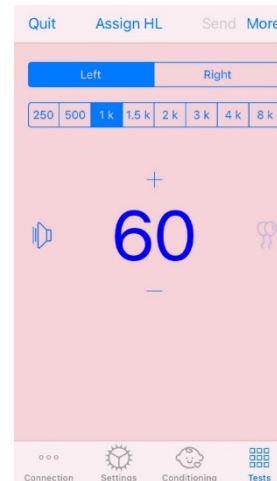 Quit Assign HL Send More
Left Right
250 500 1 k 1.5 k 2 k 3 k 4 k 8 k
+
60
—
Connection Settings Conditioning Tests